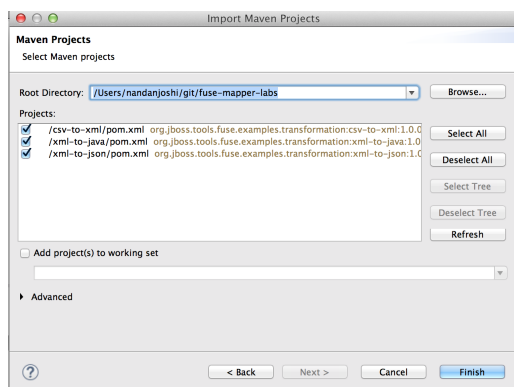 Import Maven Projects
Maven Projects
Select Maven projects
Root Directory: /Users/nandanjoshi/git/fuse-mapper-labs Browse...
Projects:
/csv-to-xml/pom.xml org.jboss.tools.fuse.examples.transformation:csv-to-xml:1.0.0
/xml-to-java/pom.xml org.jboss.tools.fuse.examples.transformation:xml-to-java:1.0
/xml-to-json/pom.xml org.jboss.tools.fuse.examples.transformation:xml-to-json:1.0
Select All
Deselect All
Select Tree
Deselect Tree
Refresh
Add project(s) to working set
Advanced
? < Back Next > Cancel Finish